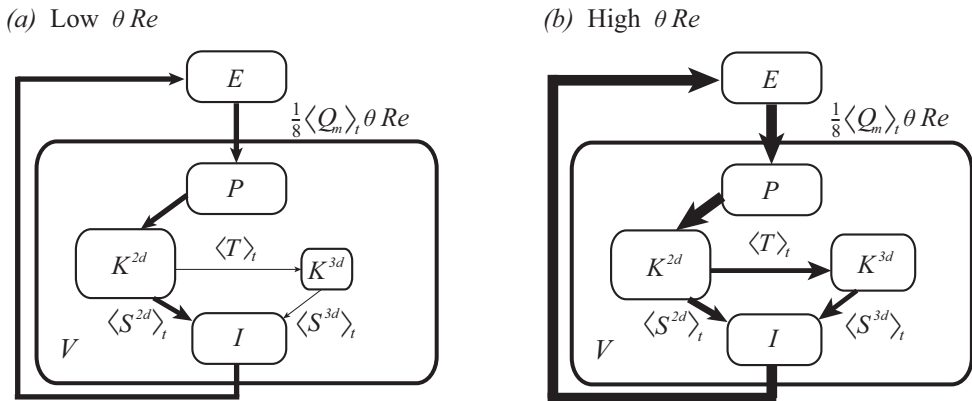 (a) Low θ Re
E
1/8⟨Q_m⟩_t θ Re
P
K^{2d}
⟨T⟩_t
K^{3d}
⟨S^{2d}⟩_t
⟨S^{3d}⟩_t
I
V
(b) High θ Re
E
1/8⟨Q_m⟩_t θ Re
P
K^{2d}
⟨T⟩_t
K^{3d}
⟨S^{2d}⟩_t
⟨S^{3d}⟩_t
I
V